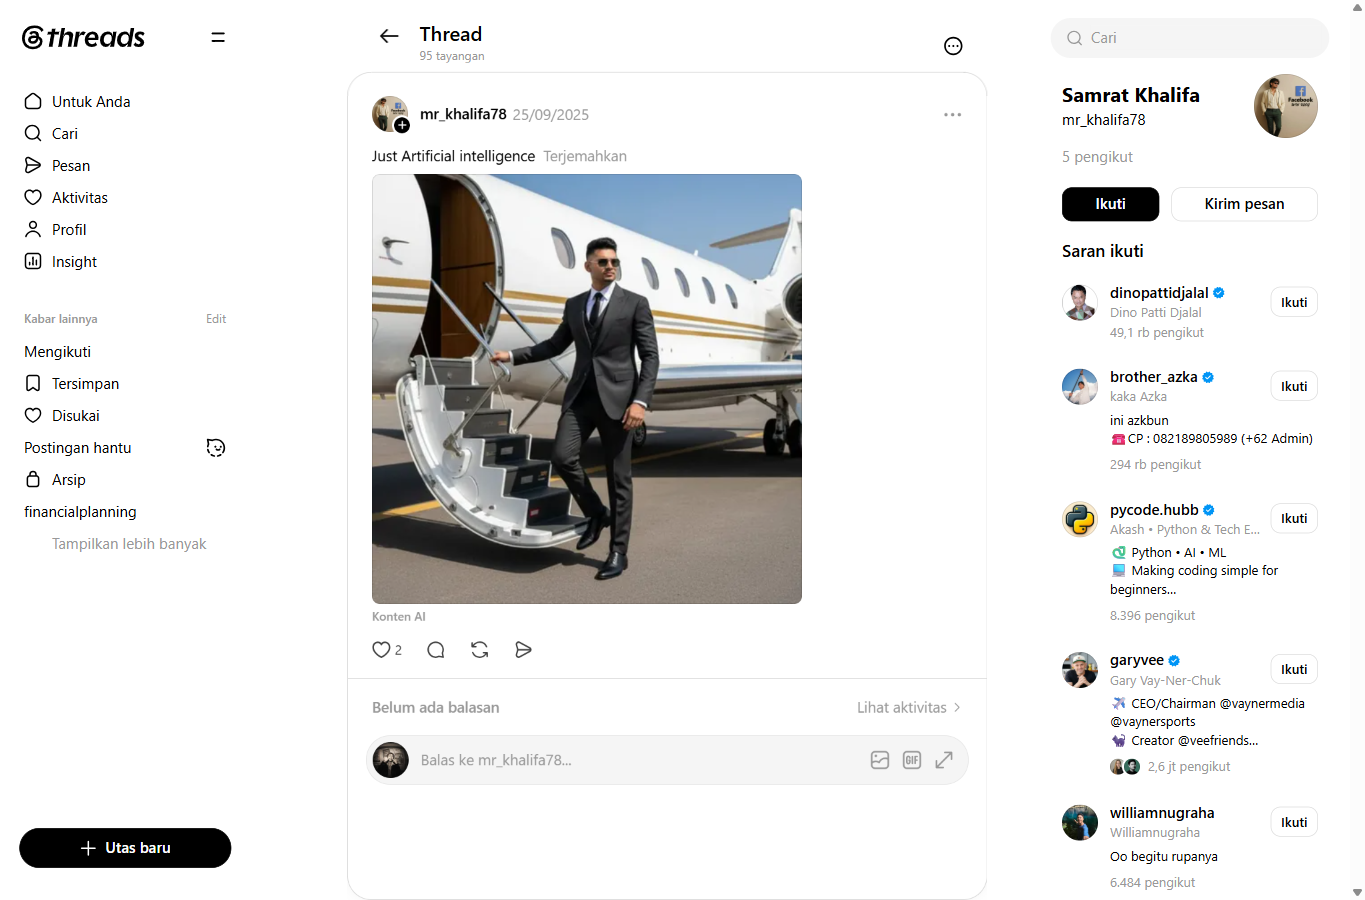 threads
Untuk Anda
Cari
Pesan
Aktivitas
Profil
Insight
Kabar lainnya
Edit
Mengikuti
Tersimpan
Disukai
Postingan hantu
Arsip
financialplanning
Tampilkan lebih banyak
Utas baru
Thread
95 tayangan
mr_khalifa78 25/09/2025
Just Artificial intelligence Terjemahkan
Konten AI
2
Belum ada balasan
Lihat aktivitas
Balas ke mr_khalifa78...
GIF
Cari
Samrat Khalifa
mr_khalifa78
Facebook
5 pengikut
Ikuti
Kirim pesan
Saran ikuti
dinopattidjalal
Dino Patti Djalal
49,1 rb pengikut
Ikuti
brother_azka
kaka Azka
ini azkbun
☎️CP : 082189805989 (+62 Admin)
294 rb pengikut
Ikuti
pycode.hubb
Akash • Python & Tech E...
Python • AI • ML
💻 Making coding simple for
beginners...
8.396 pengikut
Ikuti
garyvee
Gary Vay-Ner-Chuk
✈️ CEO/Chairman @vaynermedia
@vaynersports
🐈‍⬛ Creator @veefriends...
2,6 jt pengikut
Ikuti
williamnugraha
Williamnugraha
Oo begitu rupanya
6.484 pengikut
Ikuti